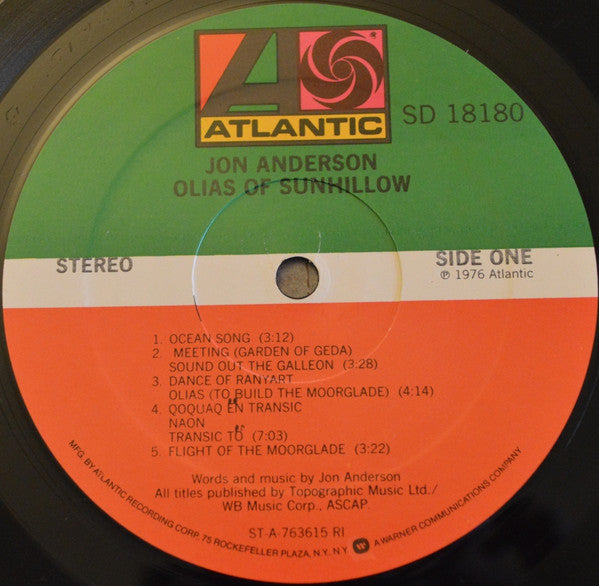 ATLANTIC
SD 18180
JON ANDERSON
OLIAS OF SUNHILLOW
STEREO
SIDE ONE
℗ 1976 Atlantic
1. OCEAN SONG (3:12)
2. MEETING (GARDEN OF GEDA)
SOUND OUT THE GALLEON (3:28)
3. DANCE OF RANYART
OLIAS (TO BUILD THE MOORGLADE) (4:14)
4. QOQUAQ EN TRANSIC
NAON
TRANSIC TO (7:03)
5. FLIGHT OF THE MOORGLADE (3:22)
Words and music by Jon Anderson
All titles published by Topographic Music Ltd./
WB Music Corp., ASCAP.
ST-A-763615 RI
MFG. BY ATLANTIC RECORDING CORP. 75 ROCKEFELLER PLAZA, N.Y. N.Y. A WARNER COMMUNICATIONS COMPANY